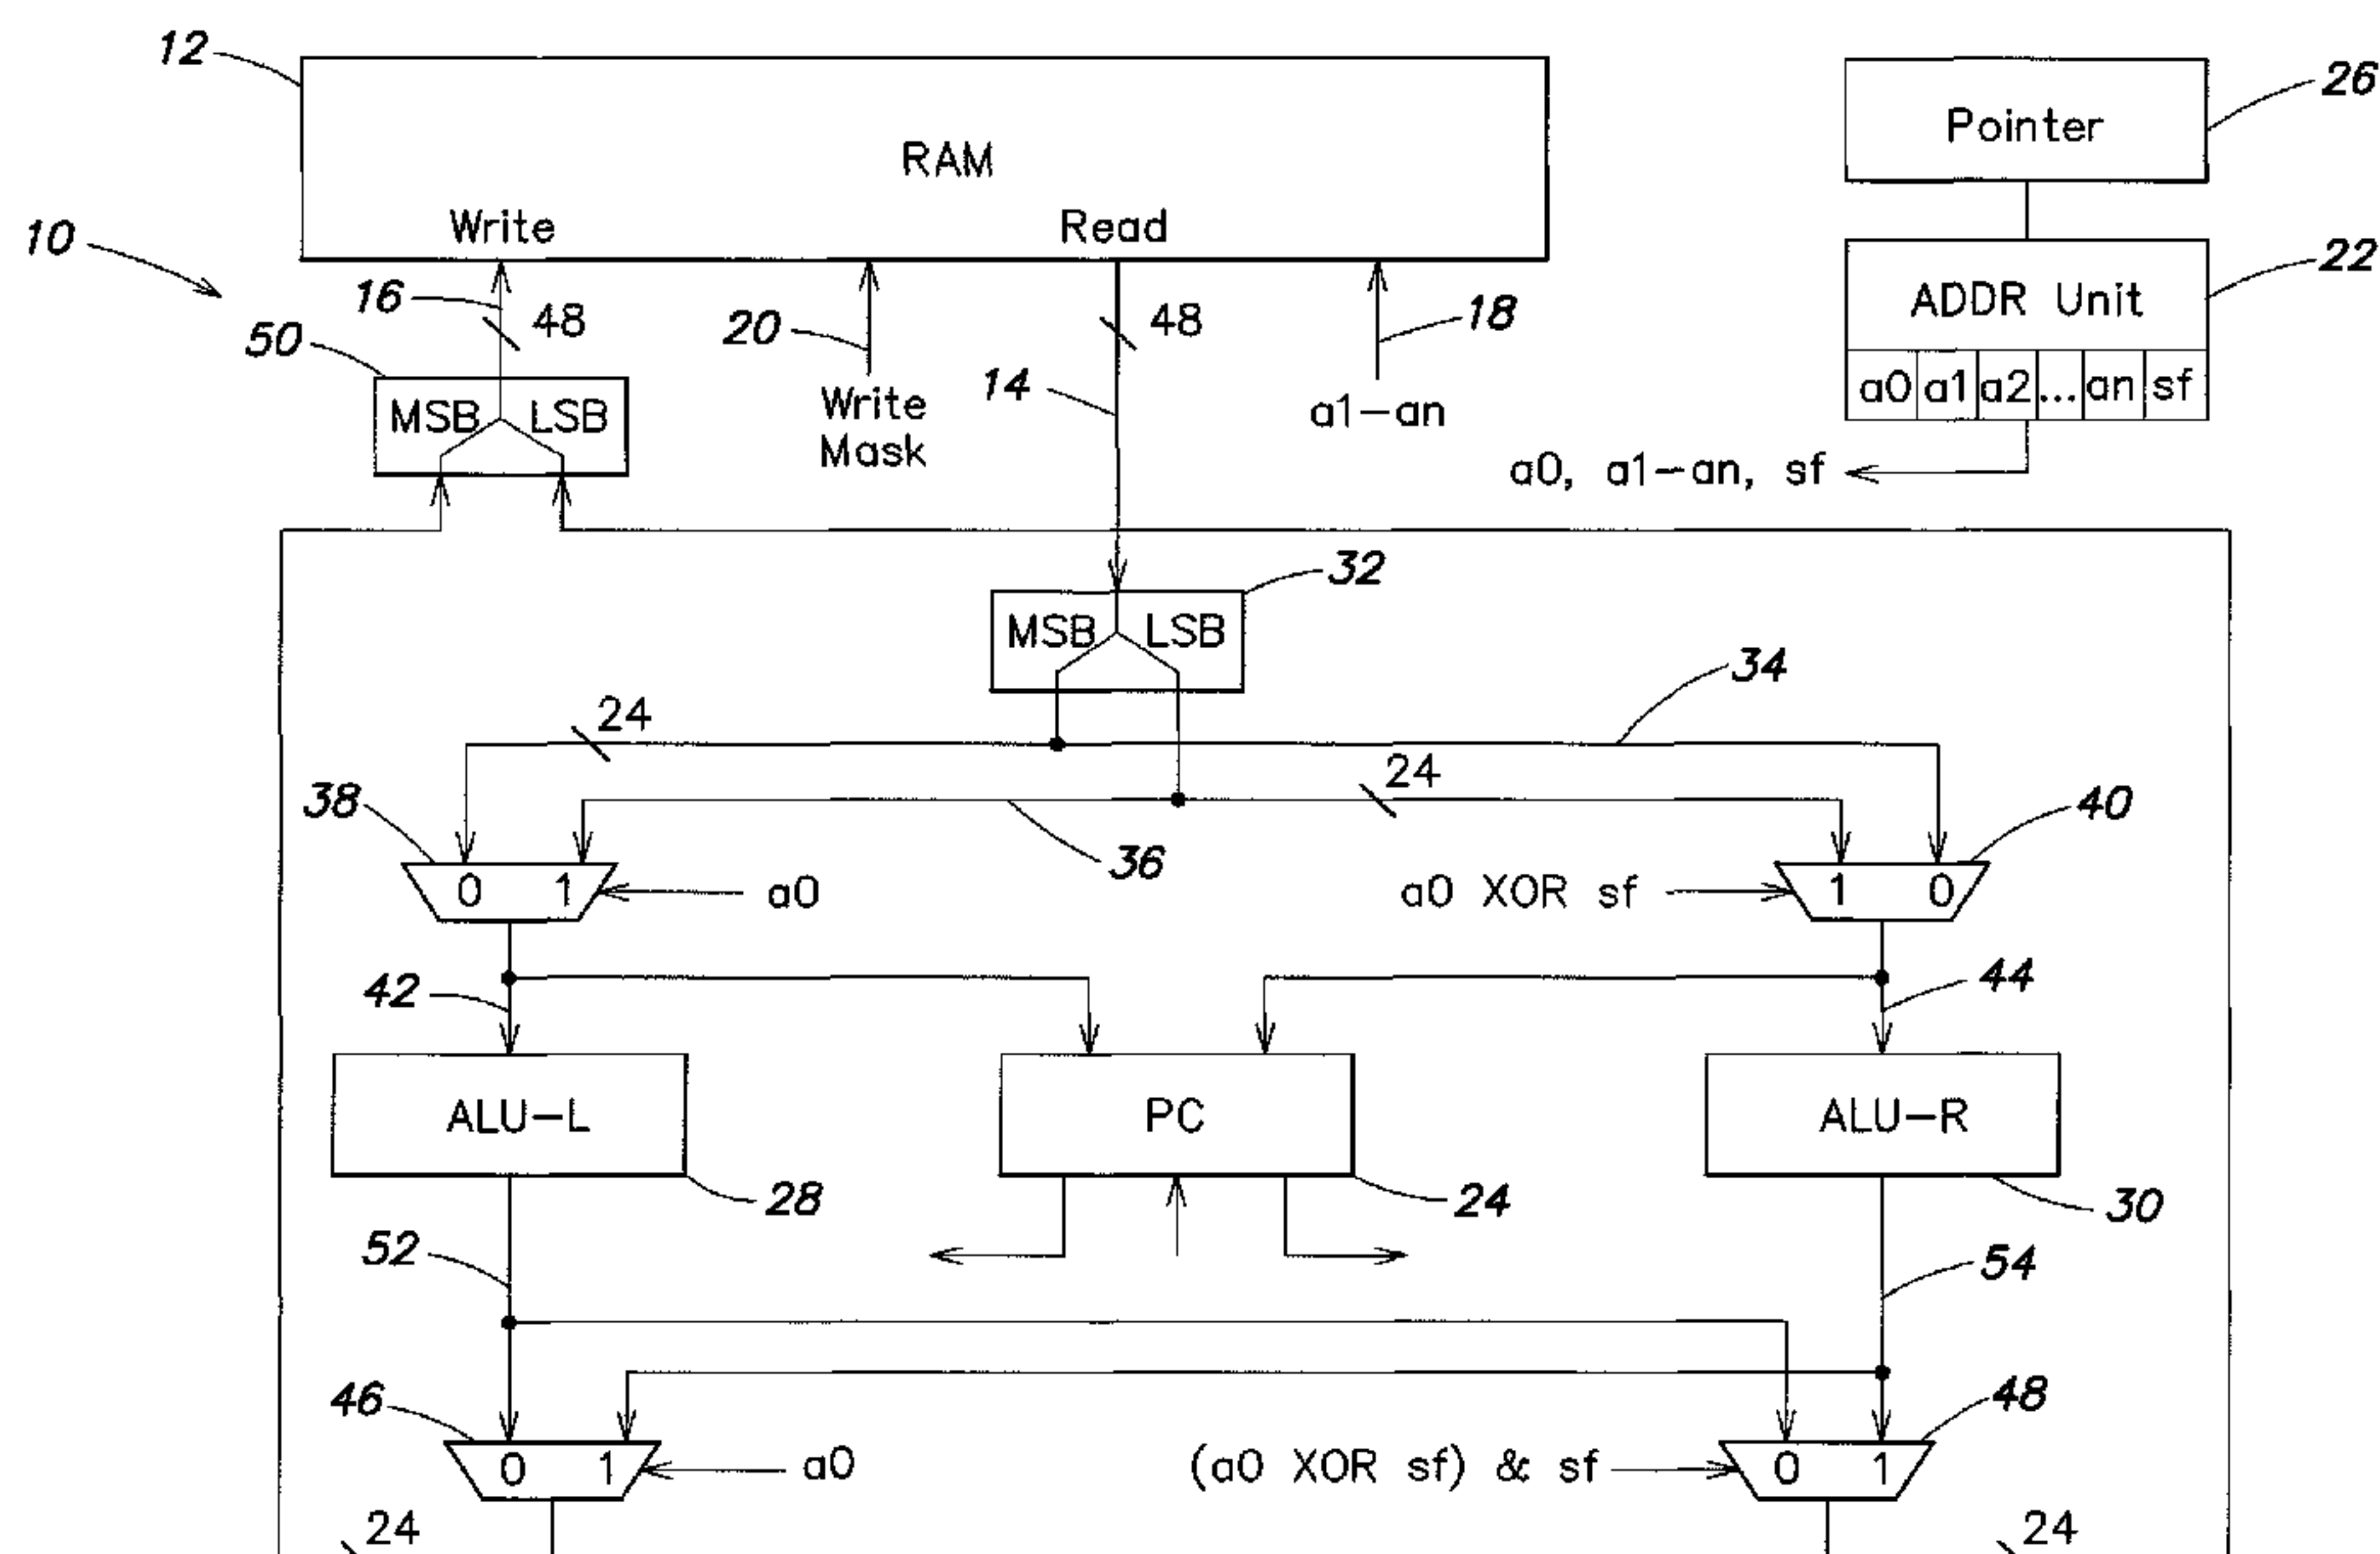 12
26
RAM
Pointer
10
Write
Read
22
16
48
20
48
18
ADDR Unit
50
MSB LSB
Write
Mask
14
a1-an
a0 a1 a2 ... an sf
a0, a1-an, sf
32
MSB LSB
34
24
24
38
36
40
0 1
a0
a0 XOR sf
1 0
42
44
ALU-L
PC
ALU-R
28
24
30
52
54
46
48
0 1
a0
(a0 XOR sf) & sf
0 1
24
24